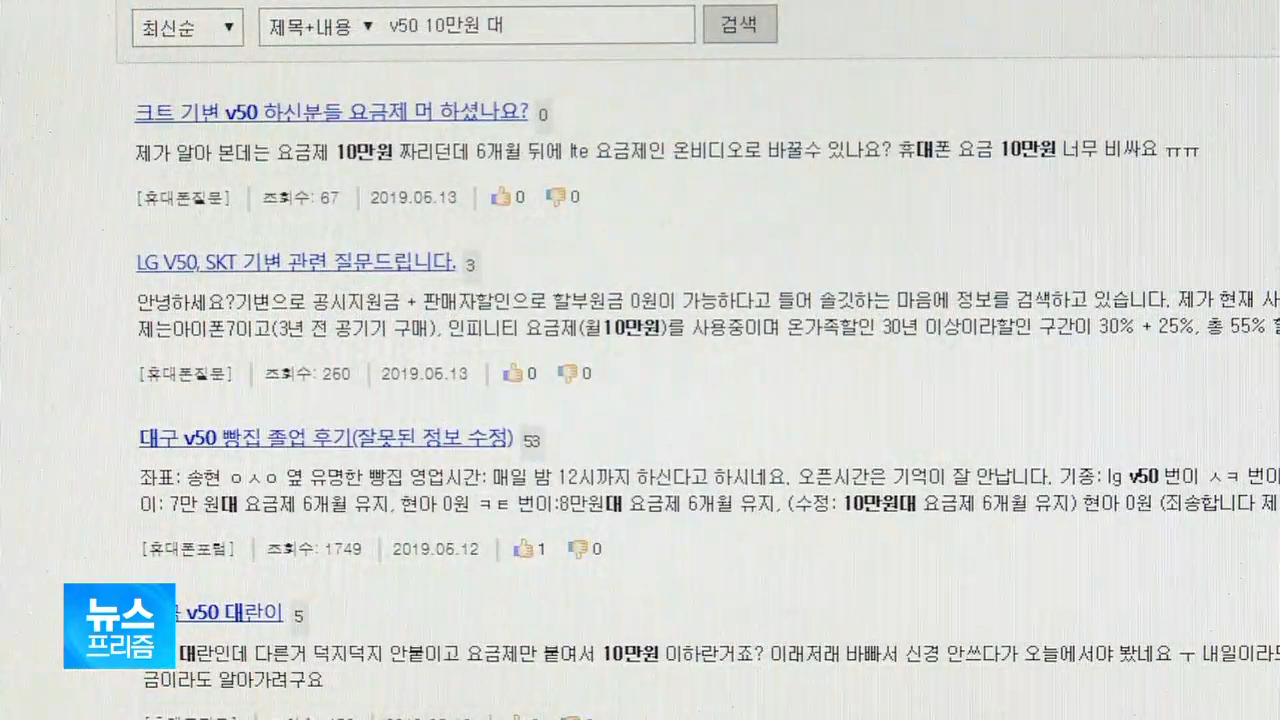 최신순 ▼ 제목+내용 ▼ v50 10만원 대 검색
크트 기변 v50 하신분들 요금제 머 하셨나요? 0
제가 알아 본데는 요금제 10만원 짜리던데 6개월 뒤에 lte 요금제인 온비디오로 바꿀수 있나요? 휴대폰 요금 10만원 너무 비싸요 ㅠㅠ
[휴대폰질문] 조회수: 67 2019.05.13 0 0
LG V50, SKT 기변 관련 질문드립니다. 3
안녕하세요?기변으로 공시지원금 + 판매자할인으로 할부원금 0원이 가능하다고 들어 솔깃하는 마음에 정보를 검색하고 있습니다. 제가 현재 사
제는아이폰7이고(3년 전 공기기 구매), 인피니티 요금제(월10만원)를 사용중이며 온가족할인 30년 이상이라할인 구간이 30% + 25%, 총 55%
[휴대폰질문] 조회수: 260 2019.05.13 0 0
대구 v50 빵집 졸업 후기(잘못된 정보 수정) 53
좌표: 송현 ㅇㅅㅇ 옆 유명한 빵집 영업시간: 매일 밤 12시까지 하신다고 하시네요. 오픈시간은 기억이 잘 안납니다. 기종: lg v50 번이 ㅅㅋ 번이
이: 7만 원대 요금제 6개월 유지, 현아 0원 ㅋㅌ 번이:8만원대 요금제 6개월 유지, (수정: 10만원대 요금제 6개월 유지) 현아 0원 (죄송합니다 제
[휴대폰포럼] 조회수: 1749 2019.05.12 1 0
v50 대란이 5
대란인데 다른거 덕지덕지 안붙이고 요금제만 붙여서 10만원 이하란거죠? 이래저래 바빠서 신경 안쓰다가 오늘에서야 봤네요 ㅜ 내일이라도
금이라도 알아가려구요
뉴스
프리즘